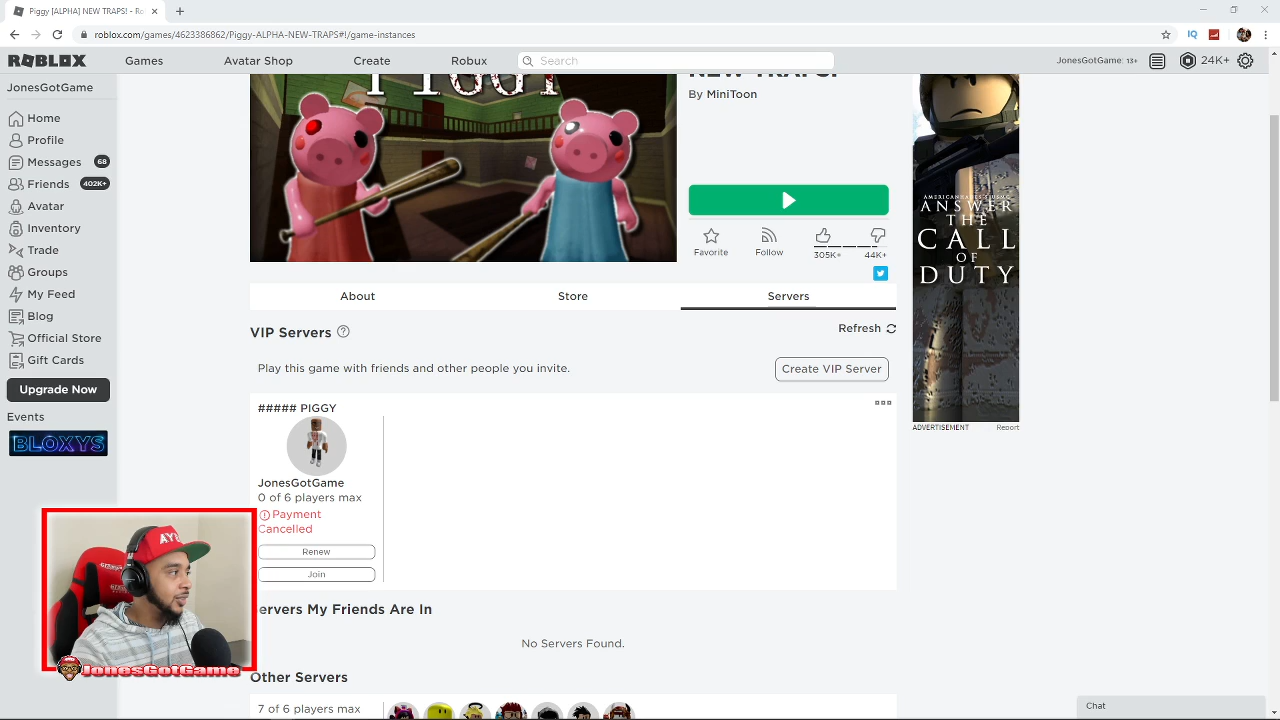 Piggy [ALPHA] NEW TRAPS! - Ro
roblox.com/games/4623386862/Piggy-ALPHA-NEW-TRAPS#!/game-instances
IQ
ROBLOX
Games
Avatar Shop
Create
Robux
Search
JonesGotGame: 13+
24K+
JonesGotGame
Home
Profile
Messages 68
Friends 402K+
Avatar
Inventory
Trade
Groups
My Feed
Blog
Official Store
Gift Cards
Upgrade Now
Events
BLOXYS
NEW TRAPS!
By MiniToon
Favorite
Follow
305K+
44K+
About
Store
Servers
VIP Servers
Refresh
Play this game with friends and other people you invite.
Create VIP Server
##### PIGGY
JonesGotGame
0 of 6 players max
Payment
Cancelled
Renew
Join
Servers My Friends Are In
No Servers Found.
Other Servers
7 of 6 players max
ANSWER
THE
CALL
OF
DUTY
ADVERTISEMENT
Report
JonesGotGame
Chat